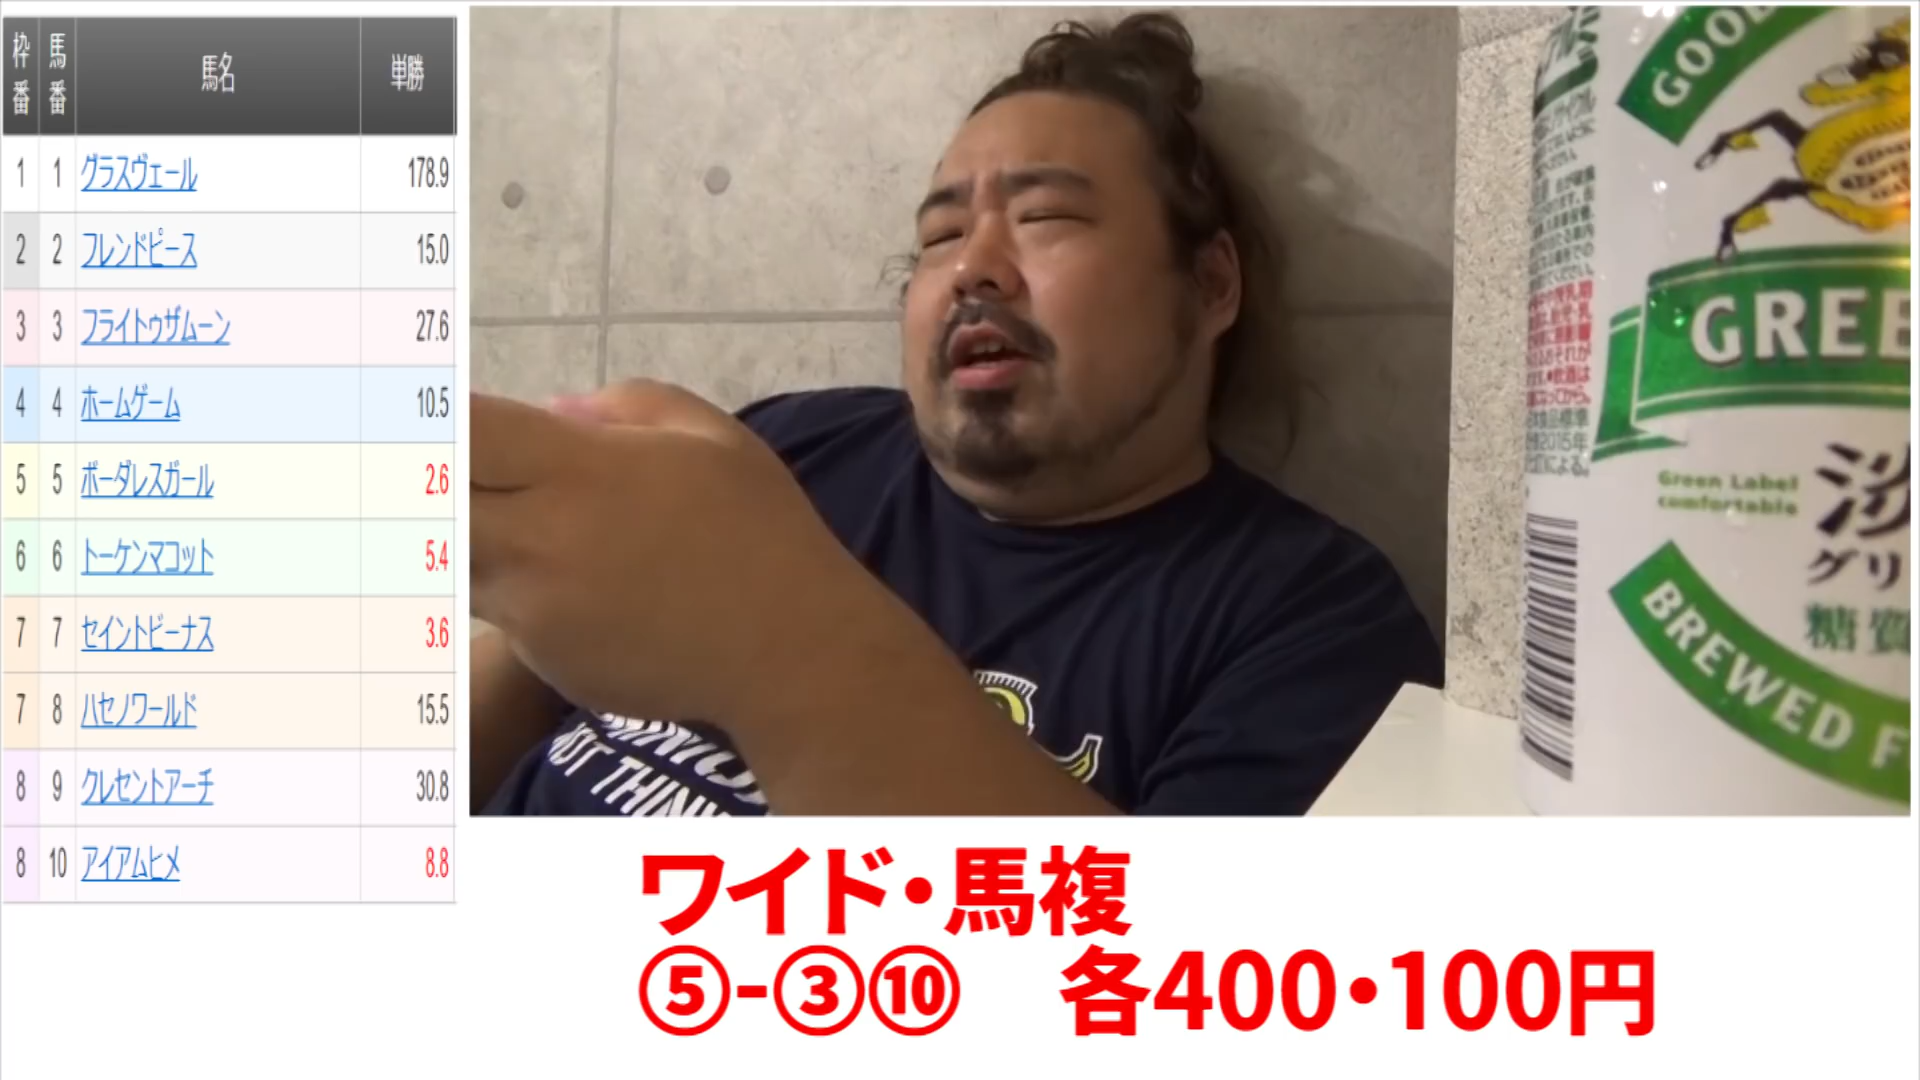 枠番 馬番 馬名 単勝
1 1 グラスヴェール 178.9
2 2 フレンドピース 15.0
3 3 フライトゥザムーン 27.6
4 4 ホームゲーム 10.5
5 5 ボーダレスガール 2.6
6 6 トーケンマコット 5.4
7 7 セイントビーナス 3.6
7 8 ハセノワールド 15.5
8 9 クレセントアーチ 30.8
8 10 アイアムヒメ 8.8
GREE
Green Label
comfortable
グリ
糖質
BREWED F
NOT THINK
ワイド・馬複
⑤-③⑩ 各400・100円